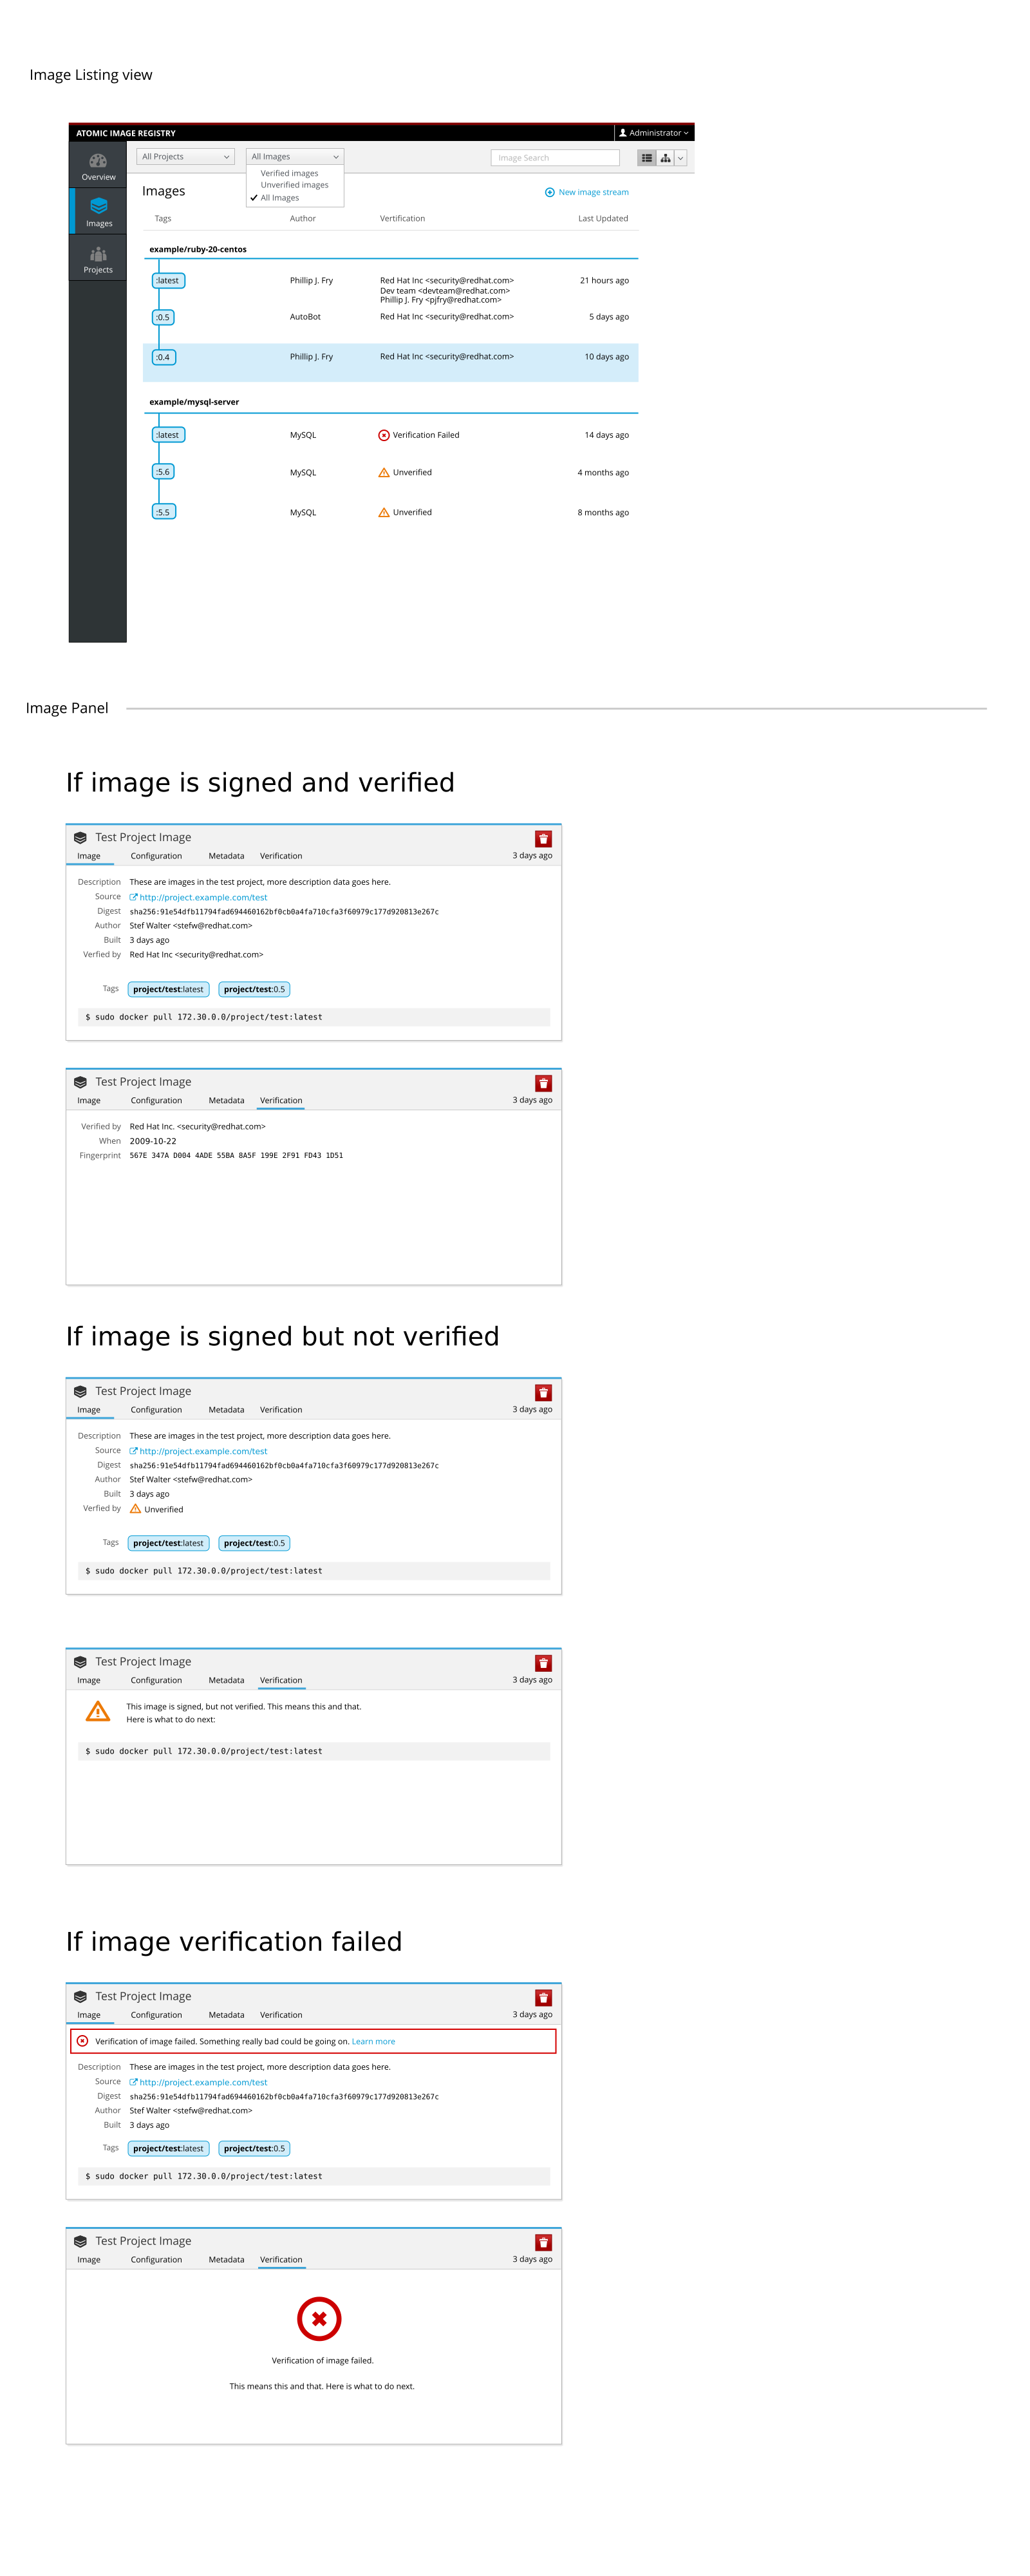 Image Listing view
ATOMIC IMAGE REGISTRY
Administrator
All Projects
All Images
Image Search
Overview
Verified images
Unverified images
All Images
Images
New image stream
Images
Tags Author Vertification Last Updated
Projects
example/ruby-20-centos
:latest Phillip J. Fry Red Hat Inc <security@redhat.com> 21 hours ago
Dev team <devteam@redhat.com>
Phillip J. Fry <pjfry@redhat.com>
:0.5 AutoBot Red Hat Inc <security@redhat.com> 5 days ago
:0.4 Phillip J. Fry Red Hat Inc <security@redhat.com> 10 days ago
example/mysql-server
:latest MySQL Verification Failed 14 days ago
:5.6 MySQL Unverified 4 months ago
:5.5 MySQL Unverified 8 months ago
Image Panel
If image is signed and verified
Test Project Image
Image Configuration Metadata Verification 3 days ago
Description These are images in the test project, more description data goes here.
Source http://project.example.com/test
Digest sha256:91e54dfb11794fad694460162bf0cb0a4fa710cfa3f60979c177d920813e267c
Author Stef Walter <stefw@redhat.com>
Built 3 days ago
Verfied by Red Hat Inc <security@redhat.com>
Tags project/test:latest project/test:0.5
$ sudo docker pull 172.30.0.0/project/test:latest
Test Project Image
Image Configuration Metadata Verification 3 days ago
Verified by Red Hat Inc. <security@redhat.com>
When 2009-10-22
Fingerprint 567E 347A D004 4ADE 55BA 8A5F 199E 2F91 FD43 1D51
If image is signed but not verified
Test Project Image
Image Configuration Metadata Verification 3 days ago
Description These are images in the test project, more description data goes here.
Source http://project.example.com/test
Digest sha256:91e54dfb11794fad694460162bf0cb0a4fa710cfa3f60979c177d920813e267c
Author Stef Walter <stefw@redhat.com>
Built 3 days ago
Verfied by Unverified
Tags project/test:latest project/test:0.5
$ sudo docker pull 172.30.0.0/project/test:latest
Test Project Image
Image Configuration Metadata Verification 3 days ago
This image is signed, but not verified. This means this and that.
Here is what to do next:
$ sudo docker pull 172.30.0.0/project/test:latest
If image verification failed
Test Project Image
Image Configuration Metadata Verification 3 days ago
Verification of image failed. Something really bad could be going on. Learn more
Description These are images in the test project, more description data goes here.
Source http://project.example.com/test
Digest sha256:91e54dfb11794fad694460162bf0cb0a4fa710cfa3f60979c177d920813e267c
Author Stef Walter <stefw@redhat.com>
Built 3 days ago
Tags project/test:latest project/test:0.5
$ sudo docker pull 172.30.0.0/project/test:latest
Test Project Image
Image Configuration Metadata Verification 3 days ago
Verification of image failed.
This means this and that. Here is what to do next.